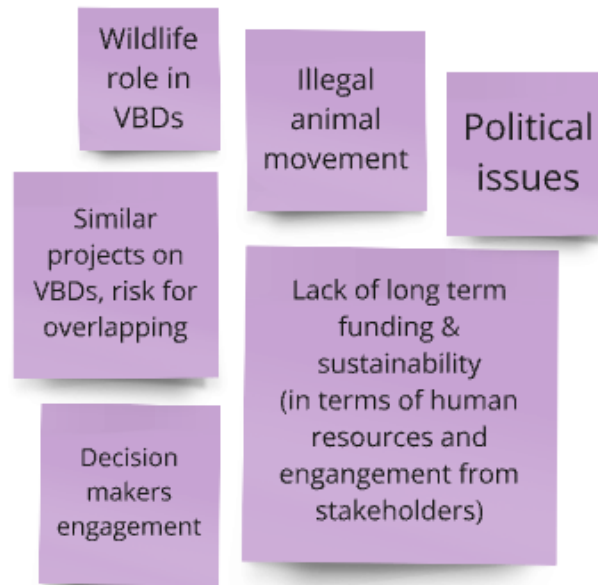 Wildlife
role in
VBDs
Illegal
animal
movement
Political
issues
Similar
projects on
VBDs, risk for
overlapping
Lack of long term
funding &
sustainability
(in terms of human
resources and
engangement from
stakeholders)
Decision
makers
engagement